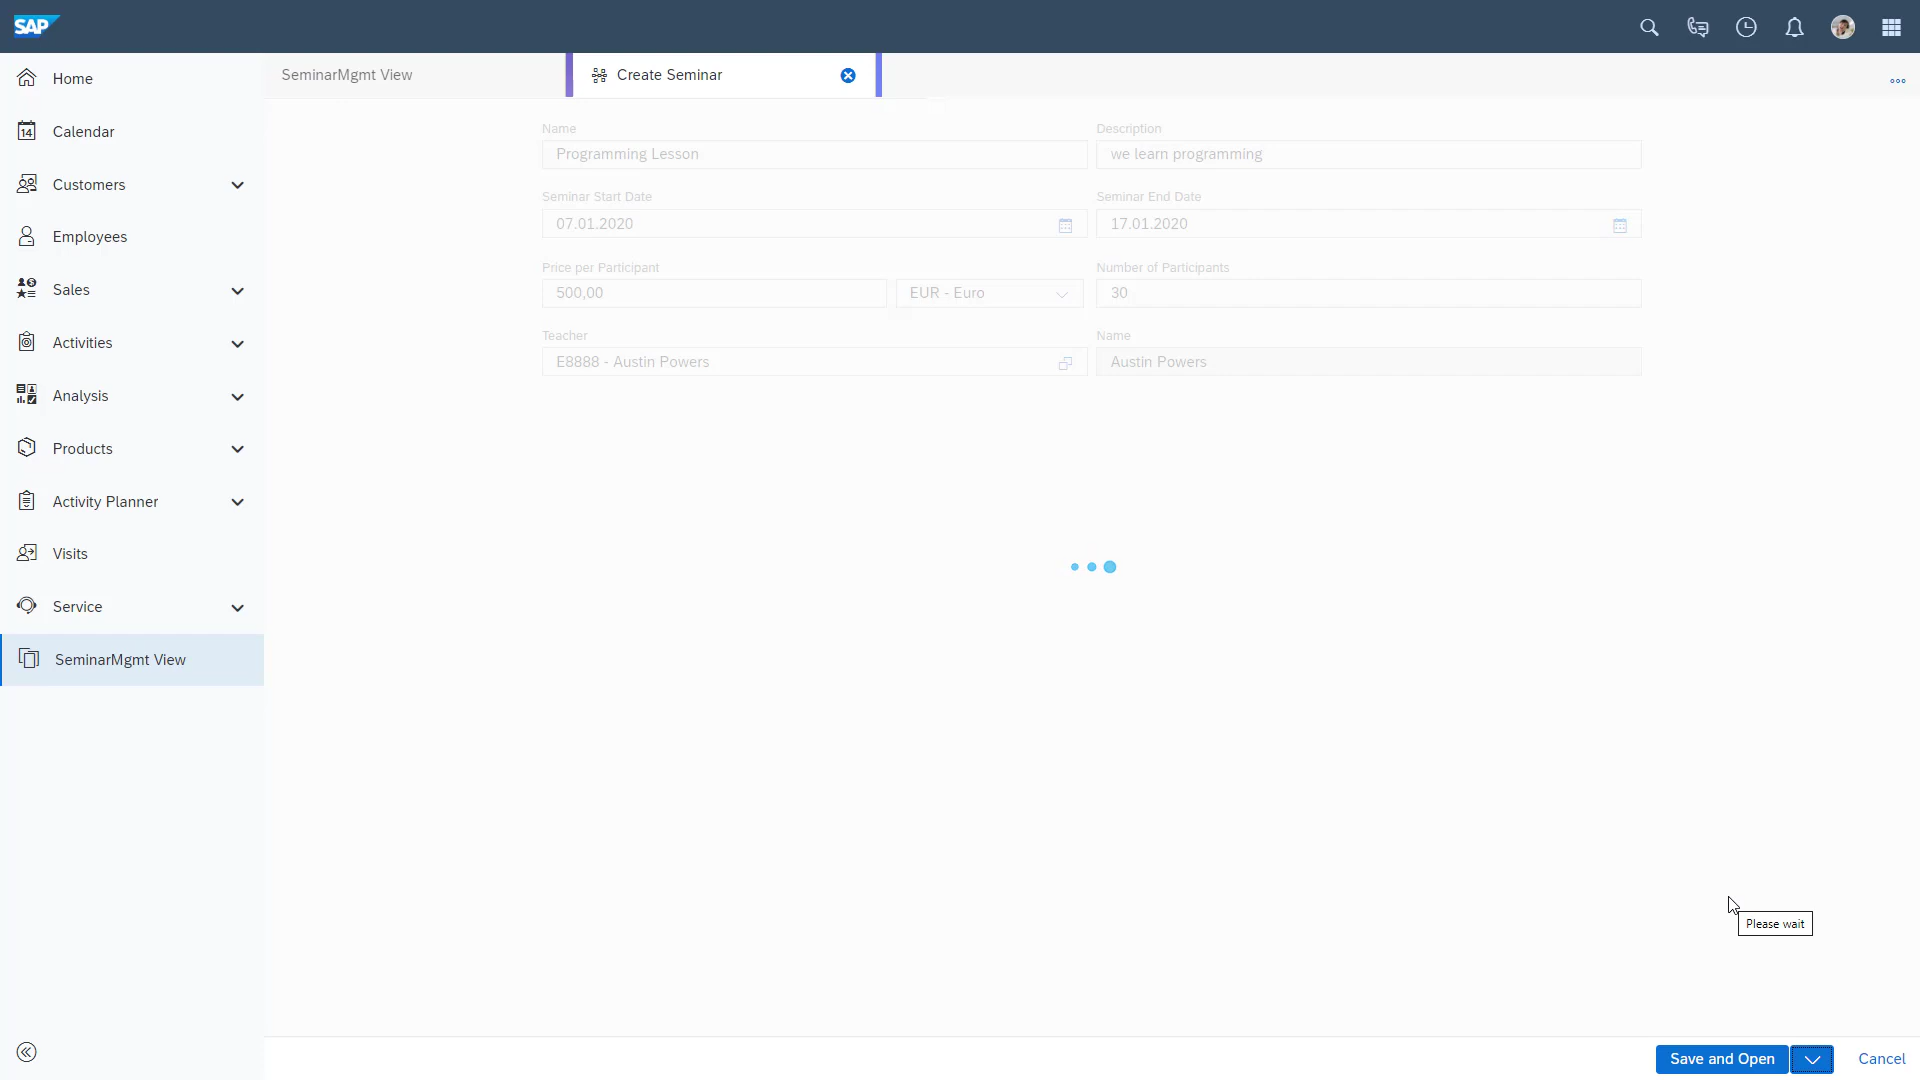 SAP
Home
14
Calendar
Customers
Employees
Sales
Activities
Analysis
Products
Activity Planner
Visits
Service
SeminarMgmt View
SeminarMgmt View
Create Seminar
Name
Programming Lesson
Description
we learn programming
Seminar Start Date
07.01.2020
Seminar End Date
17.01.2020
Price per Participant
500,00
EUR - Euro
Number of Participants
30
Teacher
E8888 - Austin Powers
Name
Austin Powers
Please wait
Save and Open
Cancel